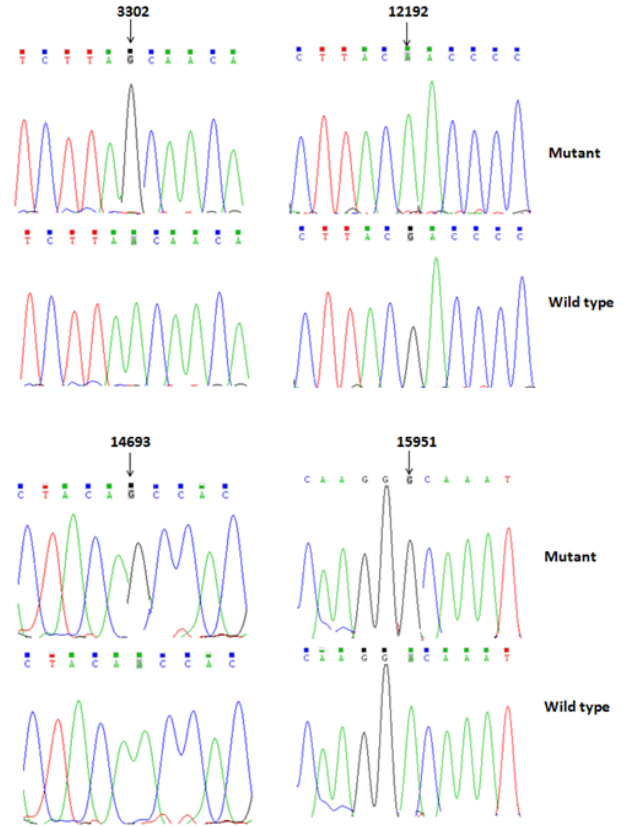 3302
T C T T A G C A A C A
Mutant
T C T T A A C A A C A
Wild type
12192
C T T A C A A C C C C
C T T A C G A C C C C
14693
C T A C A G C C A C
Mutant
C T A C A A C C A C
Wild type
15951
C A A G G G C A A A T
C A A G G A C A A A T